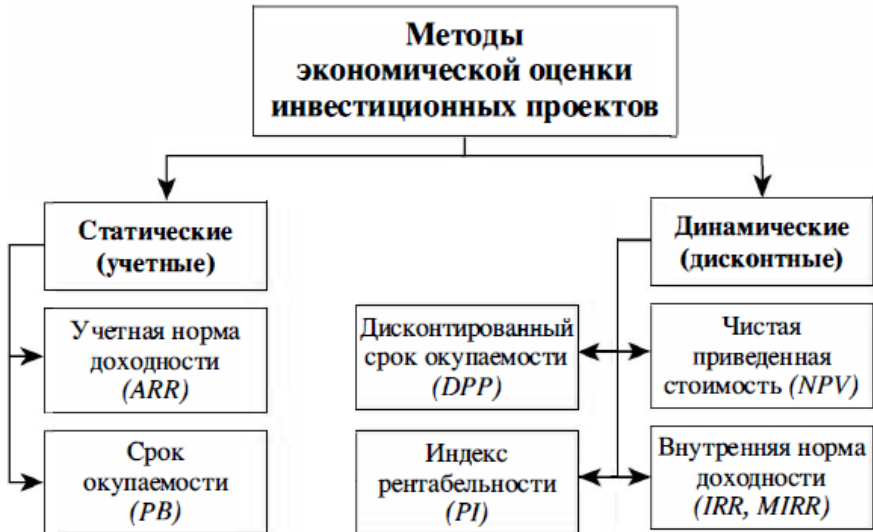 Методы
экономической оценки
инвестиционных проектов
Статические
(учетные)
Динамические
(дисконтные)
Учетная норма
доходности
(ARR)
Дисконтированный
срок окупаемости
(DPP)
Чистая
приведенная
стоимость (NPV)
Срок
окупаемости
(PB)
Индекс
рентабельности
(PI)
Внутренняя норма
доходности
(IRR, MIRR)